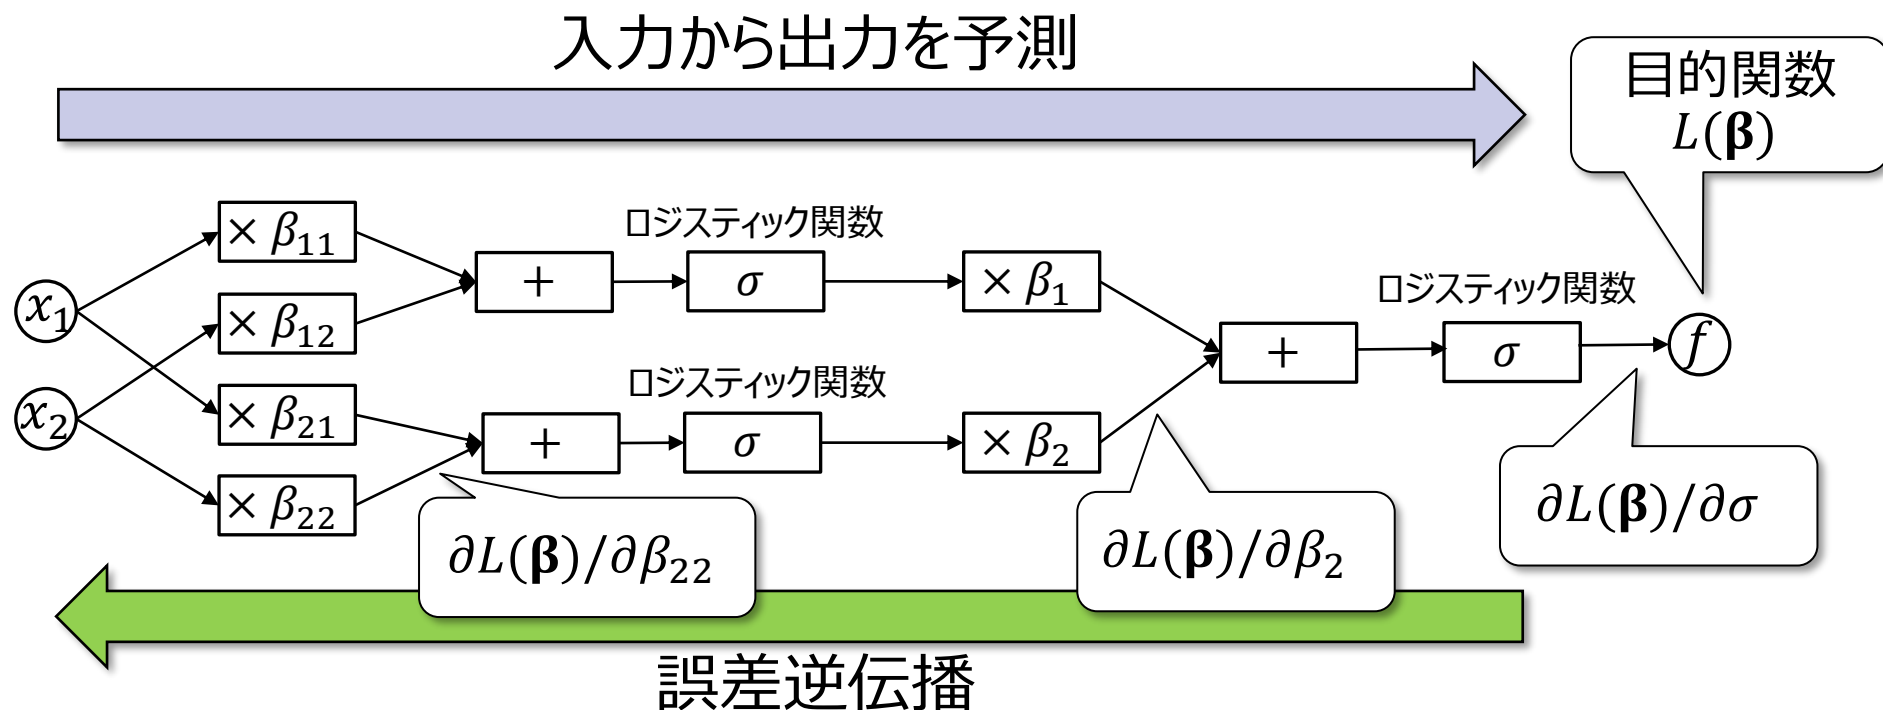 入力から出力を予測
目的関数
L(β)
× β₁₁
ロジスティック関数
+
σ
× β₁
x₁
× β₁₂
ロジスティック関数
+
σ
f
x₂
× β₂₁
ロジスティック関数
+
σ
× β₂
× β₂₂
∂L(β)/∂β₂₂
∂L(β)/∂β₂
∂L(β)/∂σ
誤差逆伝播